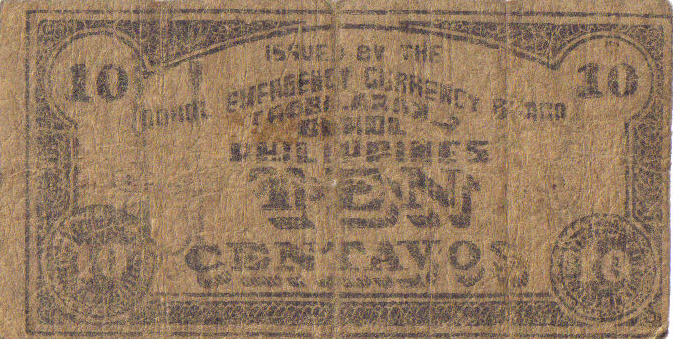 ISSUED BY THE
BOHOL EMERGENCY CURRENCY BOARD
TAGBILARAN
BOHOL
PHILIPPINES
10
10
TEN
CENTAVOS
10
10